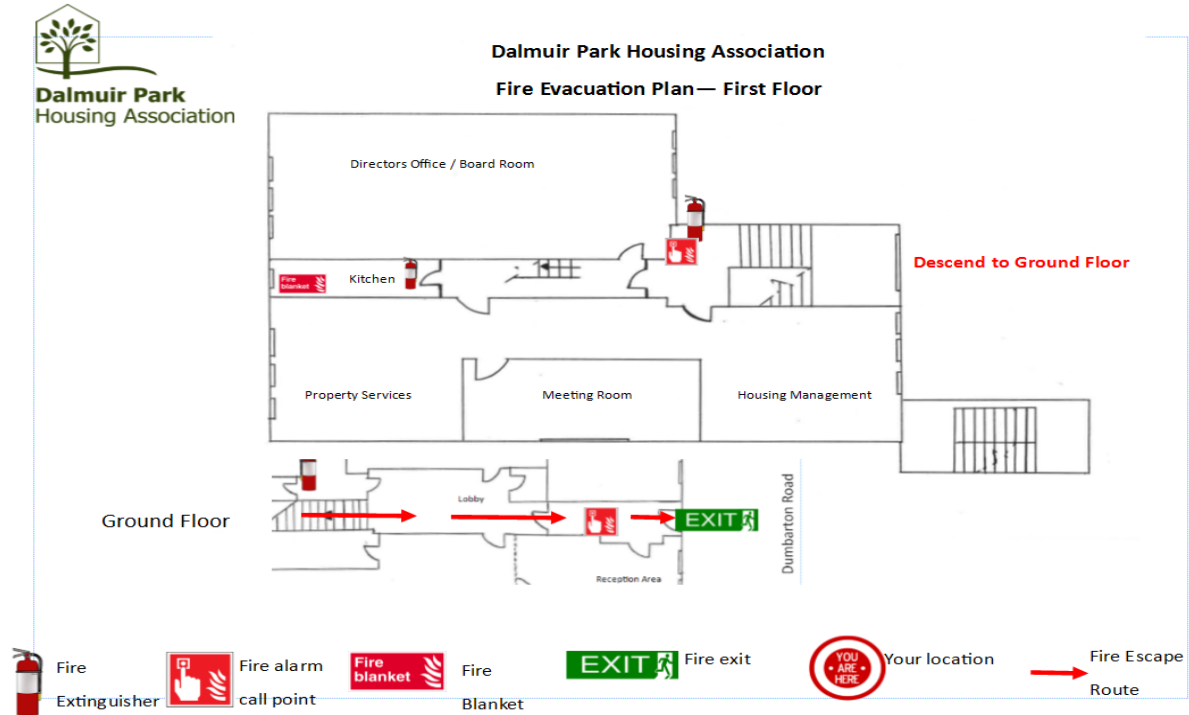 Dalmuir Park
Housing Association
Dalmuir Park Housing Association
Fire Evacuation Plan— First Floor
Directors Office / Board Room
Descend to Ground Floor
Fire
blanket
Kitchen
Property Services
Meeting Room
Housing Management
Ground Floor
Lobby
EXIT
Dumbarton Road
Reception Area
Fire
Extinguisher
Fire alarm
call point
Fire
blanket
Fire
Blanket
EXIT
Fire exit
YOU
ARE
HERE
Your location
Fire Escape
Route